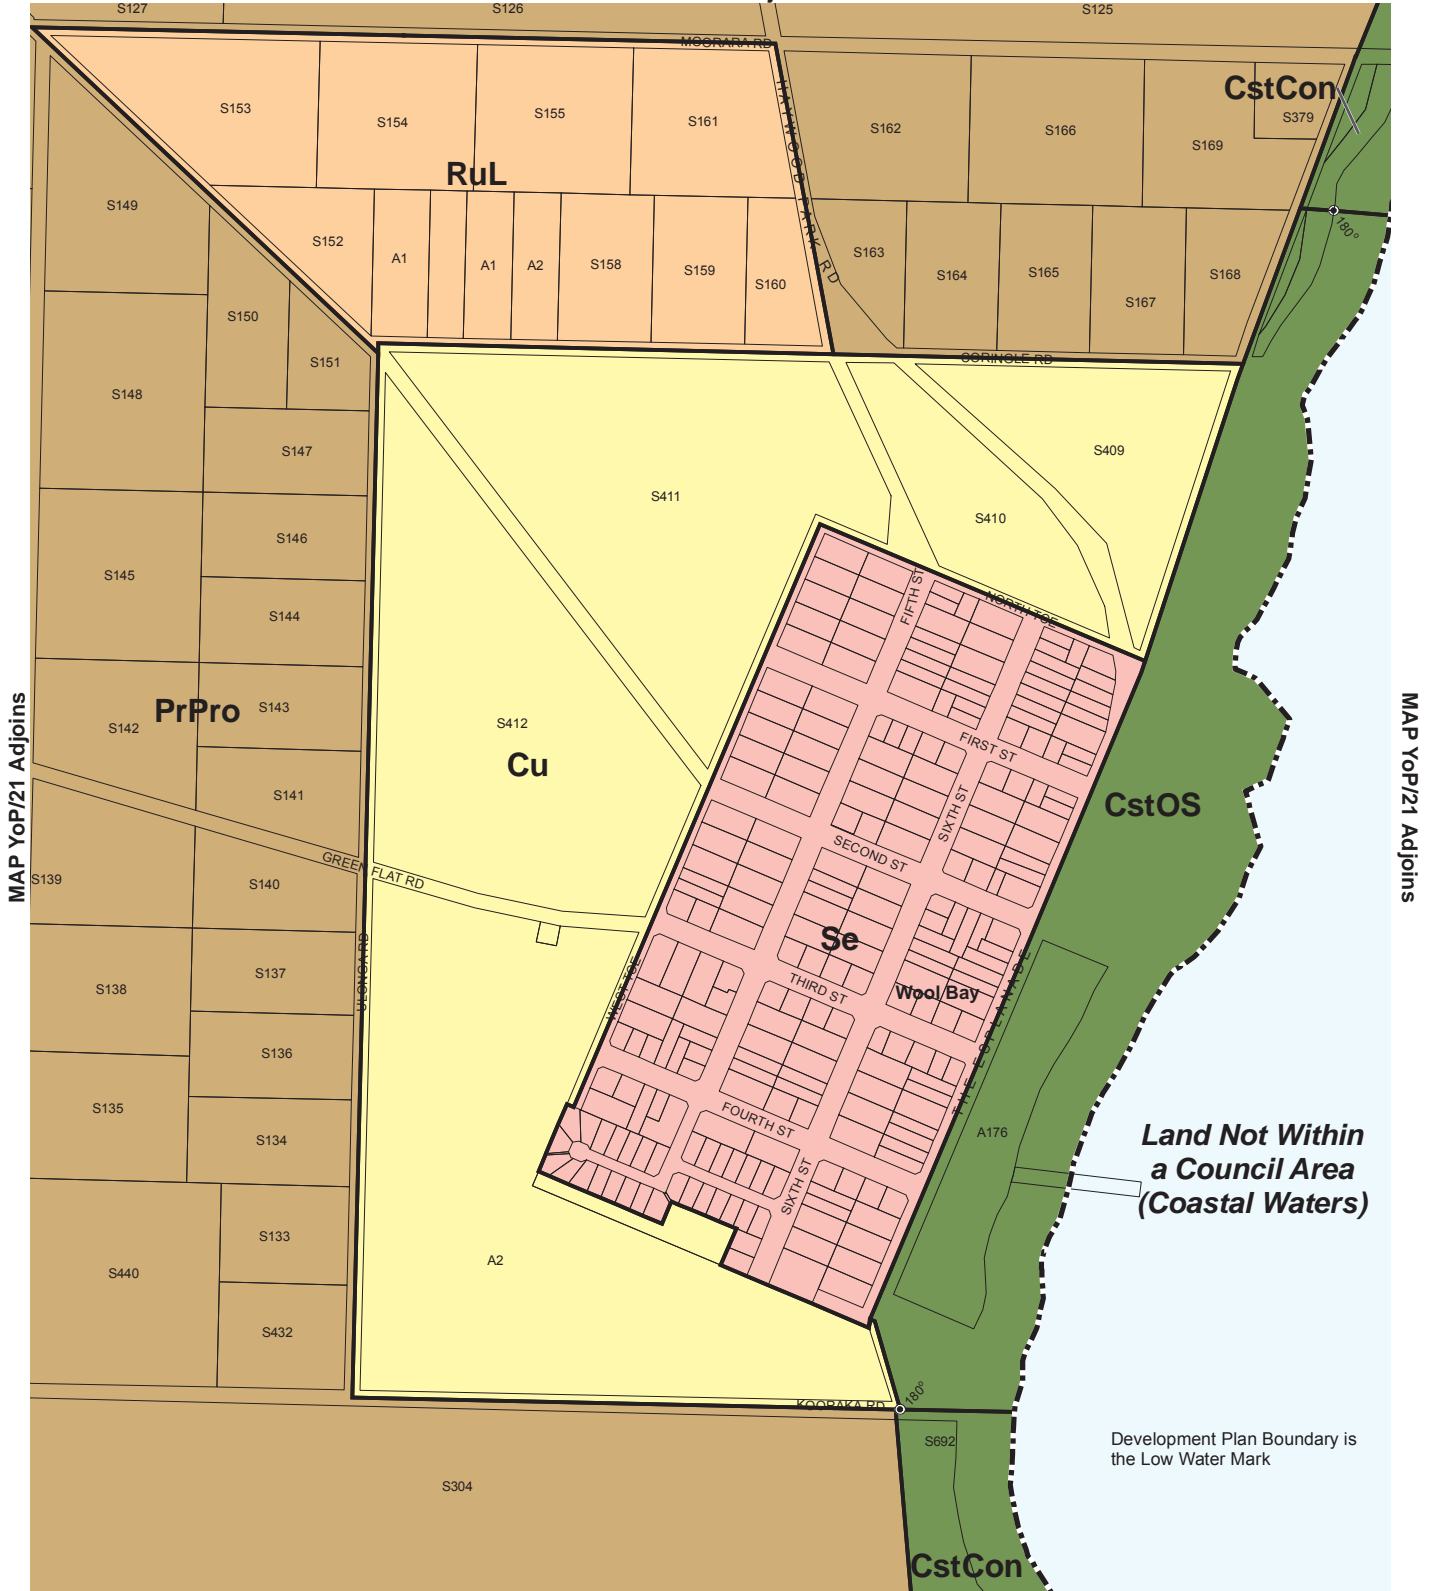 S127
S126
S125
MOORARA RD
CstCon
S153
S154
S155
S161
HAYWOOD PARK RD
S162
S166
S169
S379
RuL
S149
S152
A1
A1
A2
S158
S159
S160
S163
S164
S165
S167
S168
180°
S150
S151
CORINGLE RD
S148
S147
S409
S411
S410
S146
S145
S144
FIFTH ST
NORTH TCE
PrPro
S143
S142
S412
Cu
FIRST ST
MAP YoP/21 Adjoins
MAP YoP/21 Adjoins
S141
SIXTH ST
CstOS
SECOND ST
GREEN FLAT RD
S139
S140
Se
ULONGA RD
WEST TCE
S138
S137
THIRD ST
Wool Bay
THE ESPLANADE
S136
S135
S134
FOURTH ST
A176
Land Not Within
a Council Area
(Coastal Waters)
SIXTH ST
S133
S440
A2
S432
KOORAKA RD
180°
S692
Development Plan Boundary is
the Low Water Mark
S304
CstCon